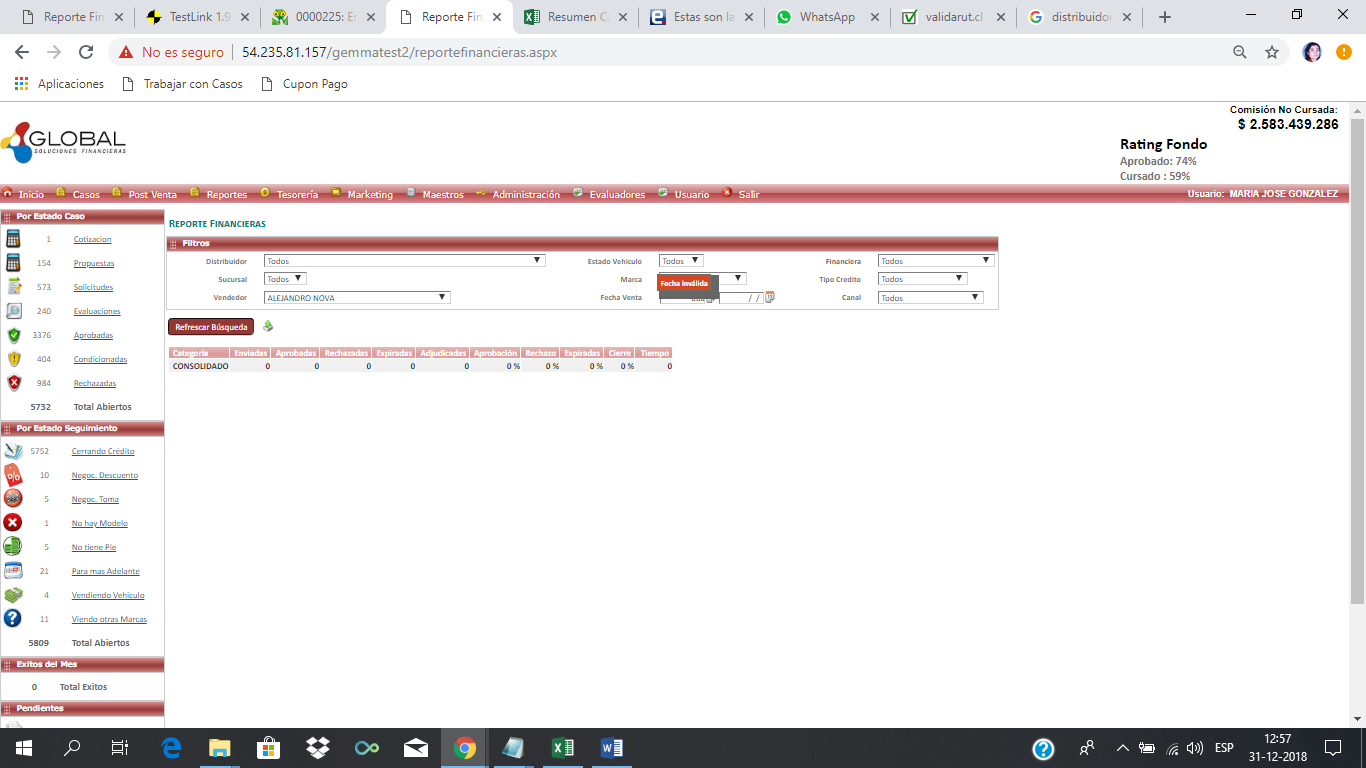 Reporte Fin
TestLink 1.9
0000225: Er
Reporte Fin
Resumen C
Estas son la
WhatsApp
validarut.cl
distribuidor
No es seguro
54.235.81.157/gemmatest2/reportefinancieras.aspx
Aplicaciones
Trabajar con Casos
Cupon Pago
Comisión No Cursada:
$ 2.583.439.286
GLOBAL
SOLUCIONES FINANCIERAS
Rating Fondo
Aprobado: 74%
Cursado : 59%
Inicio Casos Post Venta Reportes Tesorería Marketing Maestros Administración Evaluadores Usuario Salir Usuario: MARIA JOSE GONZALEZ
Por Estado Caso
1 Cotizacion
154 Propuestas
573 Solicitudes
240 Evaluaciones
3376 Aprobadas
404 Condicionadas
984 Rechazadas
5732 Total Abiertos
Por Estado Seguimiento
5752 Cerrando Crédito
10 Negoc. Descuento
5 Negoc. Toma
1 No hay Modelo
5 No tiene Pie
21 Para mas Adelante
4 Vendiendo Vehículo
11 Viendo otras Marcas
5809 Total Abiertos
Exitos del Mes
0 Total Exitos
Pendientes
REPORTE FINANCIERAS
Filtros
Distribuidor Todos Estado Vehiculo Todos Financiera Todos
Sucursal Todos Marca Tipo Credito Todos
Fecha inválida
Vendedor ALEJANDRO NOVA Fecha Venta / / Canal Todos
Refrescar Búsqueda
Categoría Enviadas Aprobadas Rechazadas Expiradas Adjudicadas Aprobación Rechazo Expiradas Cierre Tiempo
CONSOLIDADO 0 0 0 0 0 0 % 0 % 0 % 0 % 0
ESP
12:57
31-12-2018